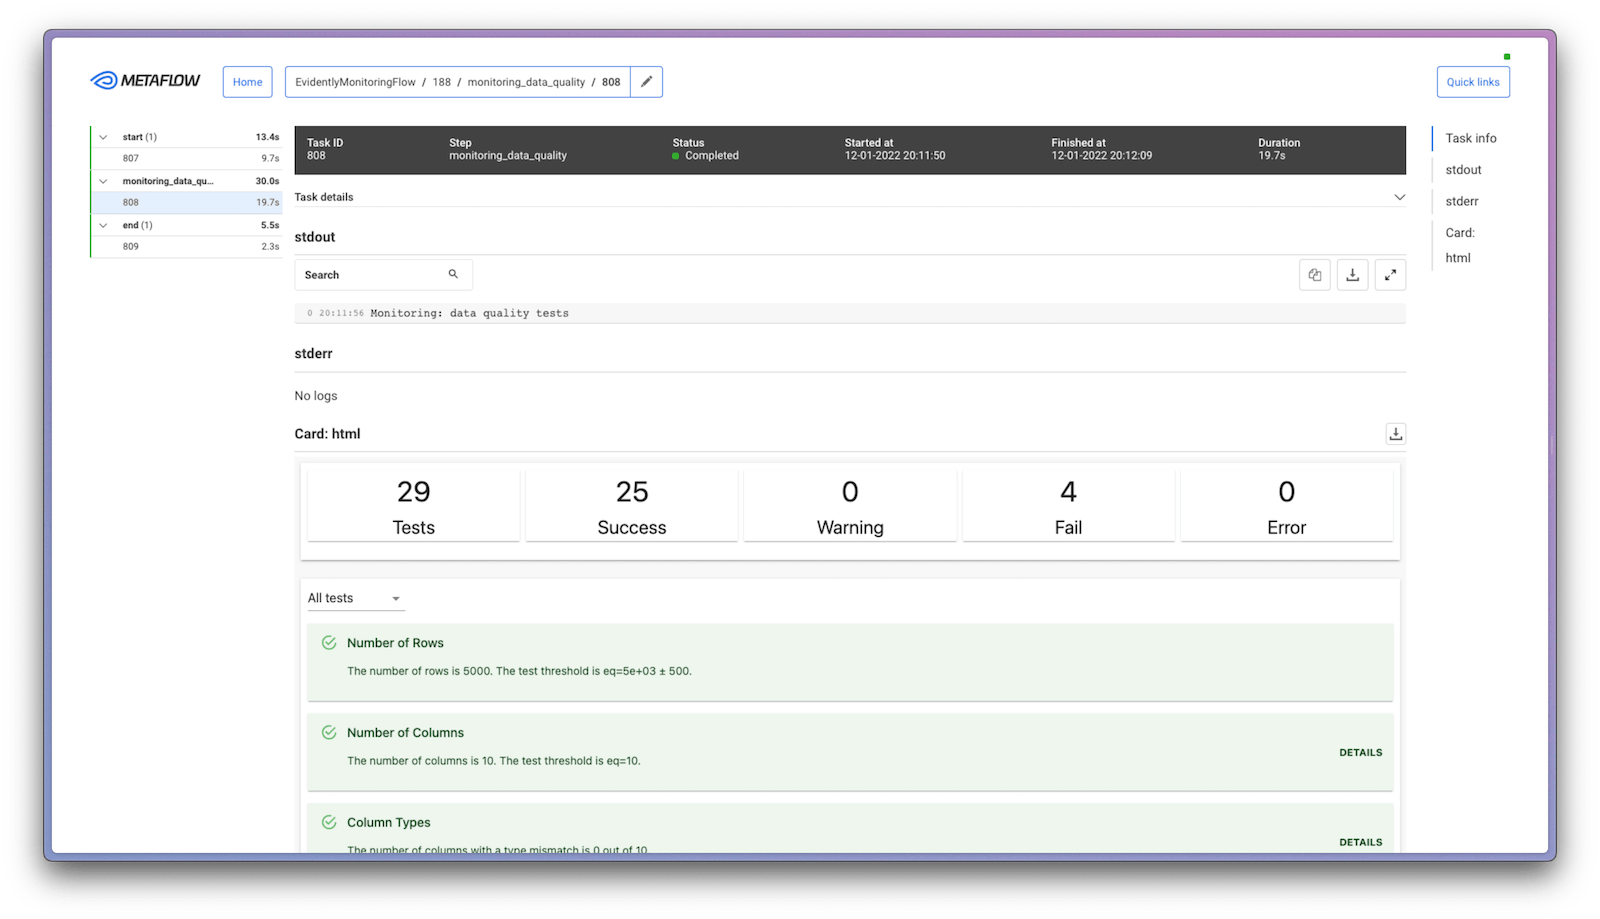 METAFLOW
Home
EvidentlyMonitoringFlow / 188 / monitoring_data_quality / 808
Quick links
start (1) 13.4s
807 9.7s
monitoring_data_qu... 30.0s
808 19.7s
end (1) 5.5s
809 2.3s
Task ID Step Status Started at Finished at Duration
808 monitoring_data_quality Completed 12-01-2022 20:11:50 12-01-2022 20:12:09 19.7s
Task details
stdout
Search
0 20:11:56 Monitoring: data quality tests
stderr
No logs
Card: html
29 25 0 4 0
Tests Success Warning Fail Error
All tests
Number of Rows
The number of rows is 5000. The test threshold is eq=5e+03 ± 500.
Number of Columns
The number of columns is 10. The test threshold is eq=10.
DETAILS
Column Types
The number of columns with a type mismatch is 0 out of 10
DETAILS
Task info
stdout
stderr
Card:
html